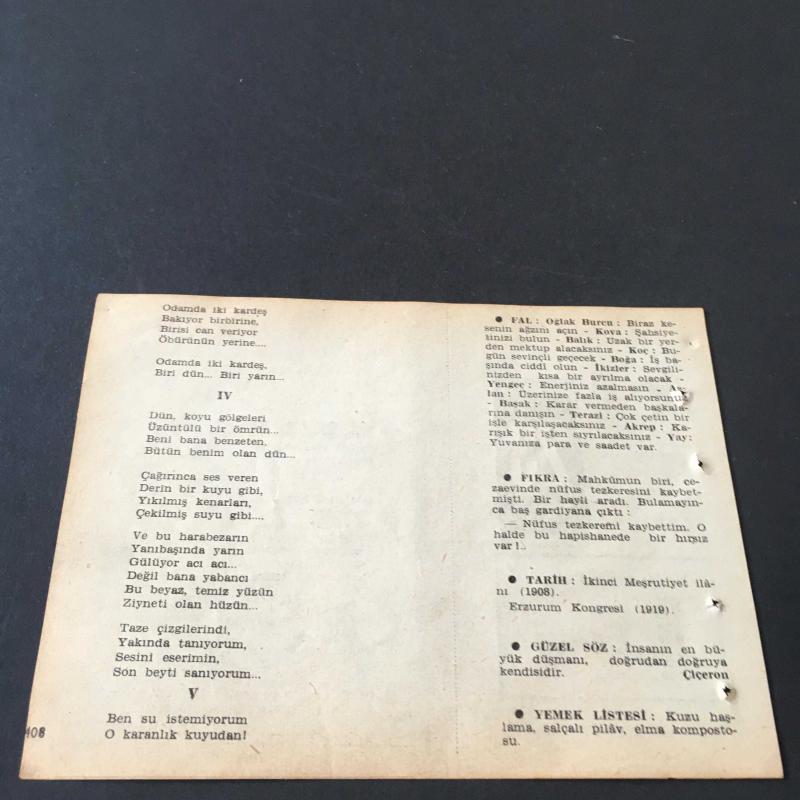 Odamda iki kardeş
Bakıyor birbirine,
Birisi can veriyor
Öbürünün yerine....
Odamda iki kardeş,
Biri dün... Biri yarın...
IV
Dün, koyu gölgeleri
Üzüntülü bir ömrün...
Beni bana benzeten,
Bütün benim olan dün...
Çağırınca ses veren
Derin bir kuyu gibi,
Yıkılmış kenarları,
Çekilmiş suyu gibi....
Ve bu harabezarın
Yanıbaşında yarın
Gülüyor acı acı...
Değil bana yabancı
Bu beyaz, temiz yüzün
Ziyneti olan hüzün...
Taze çizgilerindi,
Yakında tanıyorum,
Sesini eserimin,
Son beyti sanıyorum...
V
Ben su istemiyorum
O karanlık kuyudan!
408
● FAL : Oğlak Burcu : Biraz ke-
senin ağzını açın - Kova : Şahsiye-
tinizi bulun - Balık : Uzak bir yer-
den mektup alacaksınız - Koç : Bu-
gün sevinçli geçecek - Boğa : İş ba-
şında ciddi olun - İkizler : Sevgili-
nizden kısa bir ayrılma olacak -
Yengeç : Enerjiniz azalmasın - As-
lan : Üzerinize fazla iş alıyorsunuz
- Başak : Karar vermeden başkala-
rına danışın - Terazi : Çok çetin bir
işle karşılaşacaksınız - Akrep : Ka-
rışık bir işten sıyrılacaksınız - Yay :
Yuvanıza para ve saadet var.
● FIKRA : Mahkûmun biri, ce-
zaevinde nüfus tezkeresini kaybet-
mişti. Bir hayli aradı. Bulamayın-
ca baş gardiyana çıktı :
— Nüfus tezkeremi kaybettim. O
halde bu hapishanede bir hırsız
var !..
● TARİH : İkinci Meşrutiyet ilâ-
nı (1908).
Erzurum Kongresi (1919).
● GÜZEL SÖZ : İnsanın en bü-
yük düşmanı, doğrudan doğruya
kendisidir. Çiçeron
● YEMEK LİSTESİ : Kuzu haş-
lama, salçalı pilâv, elma komposto-
su.